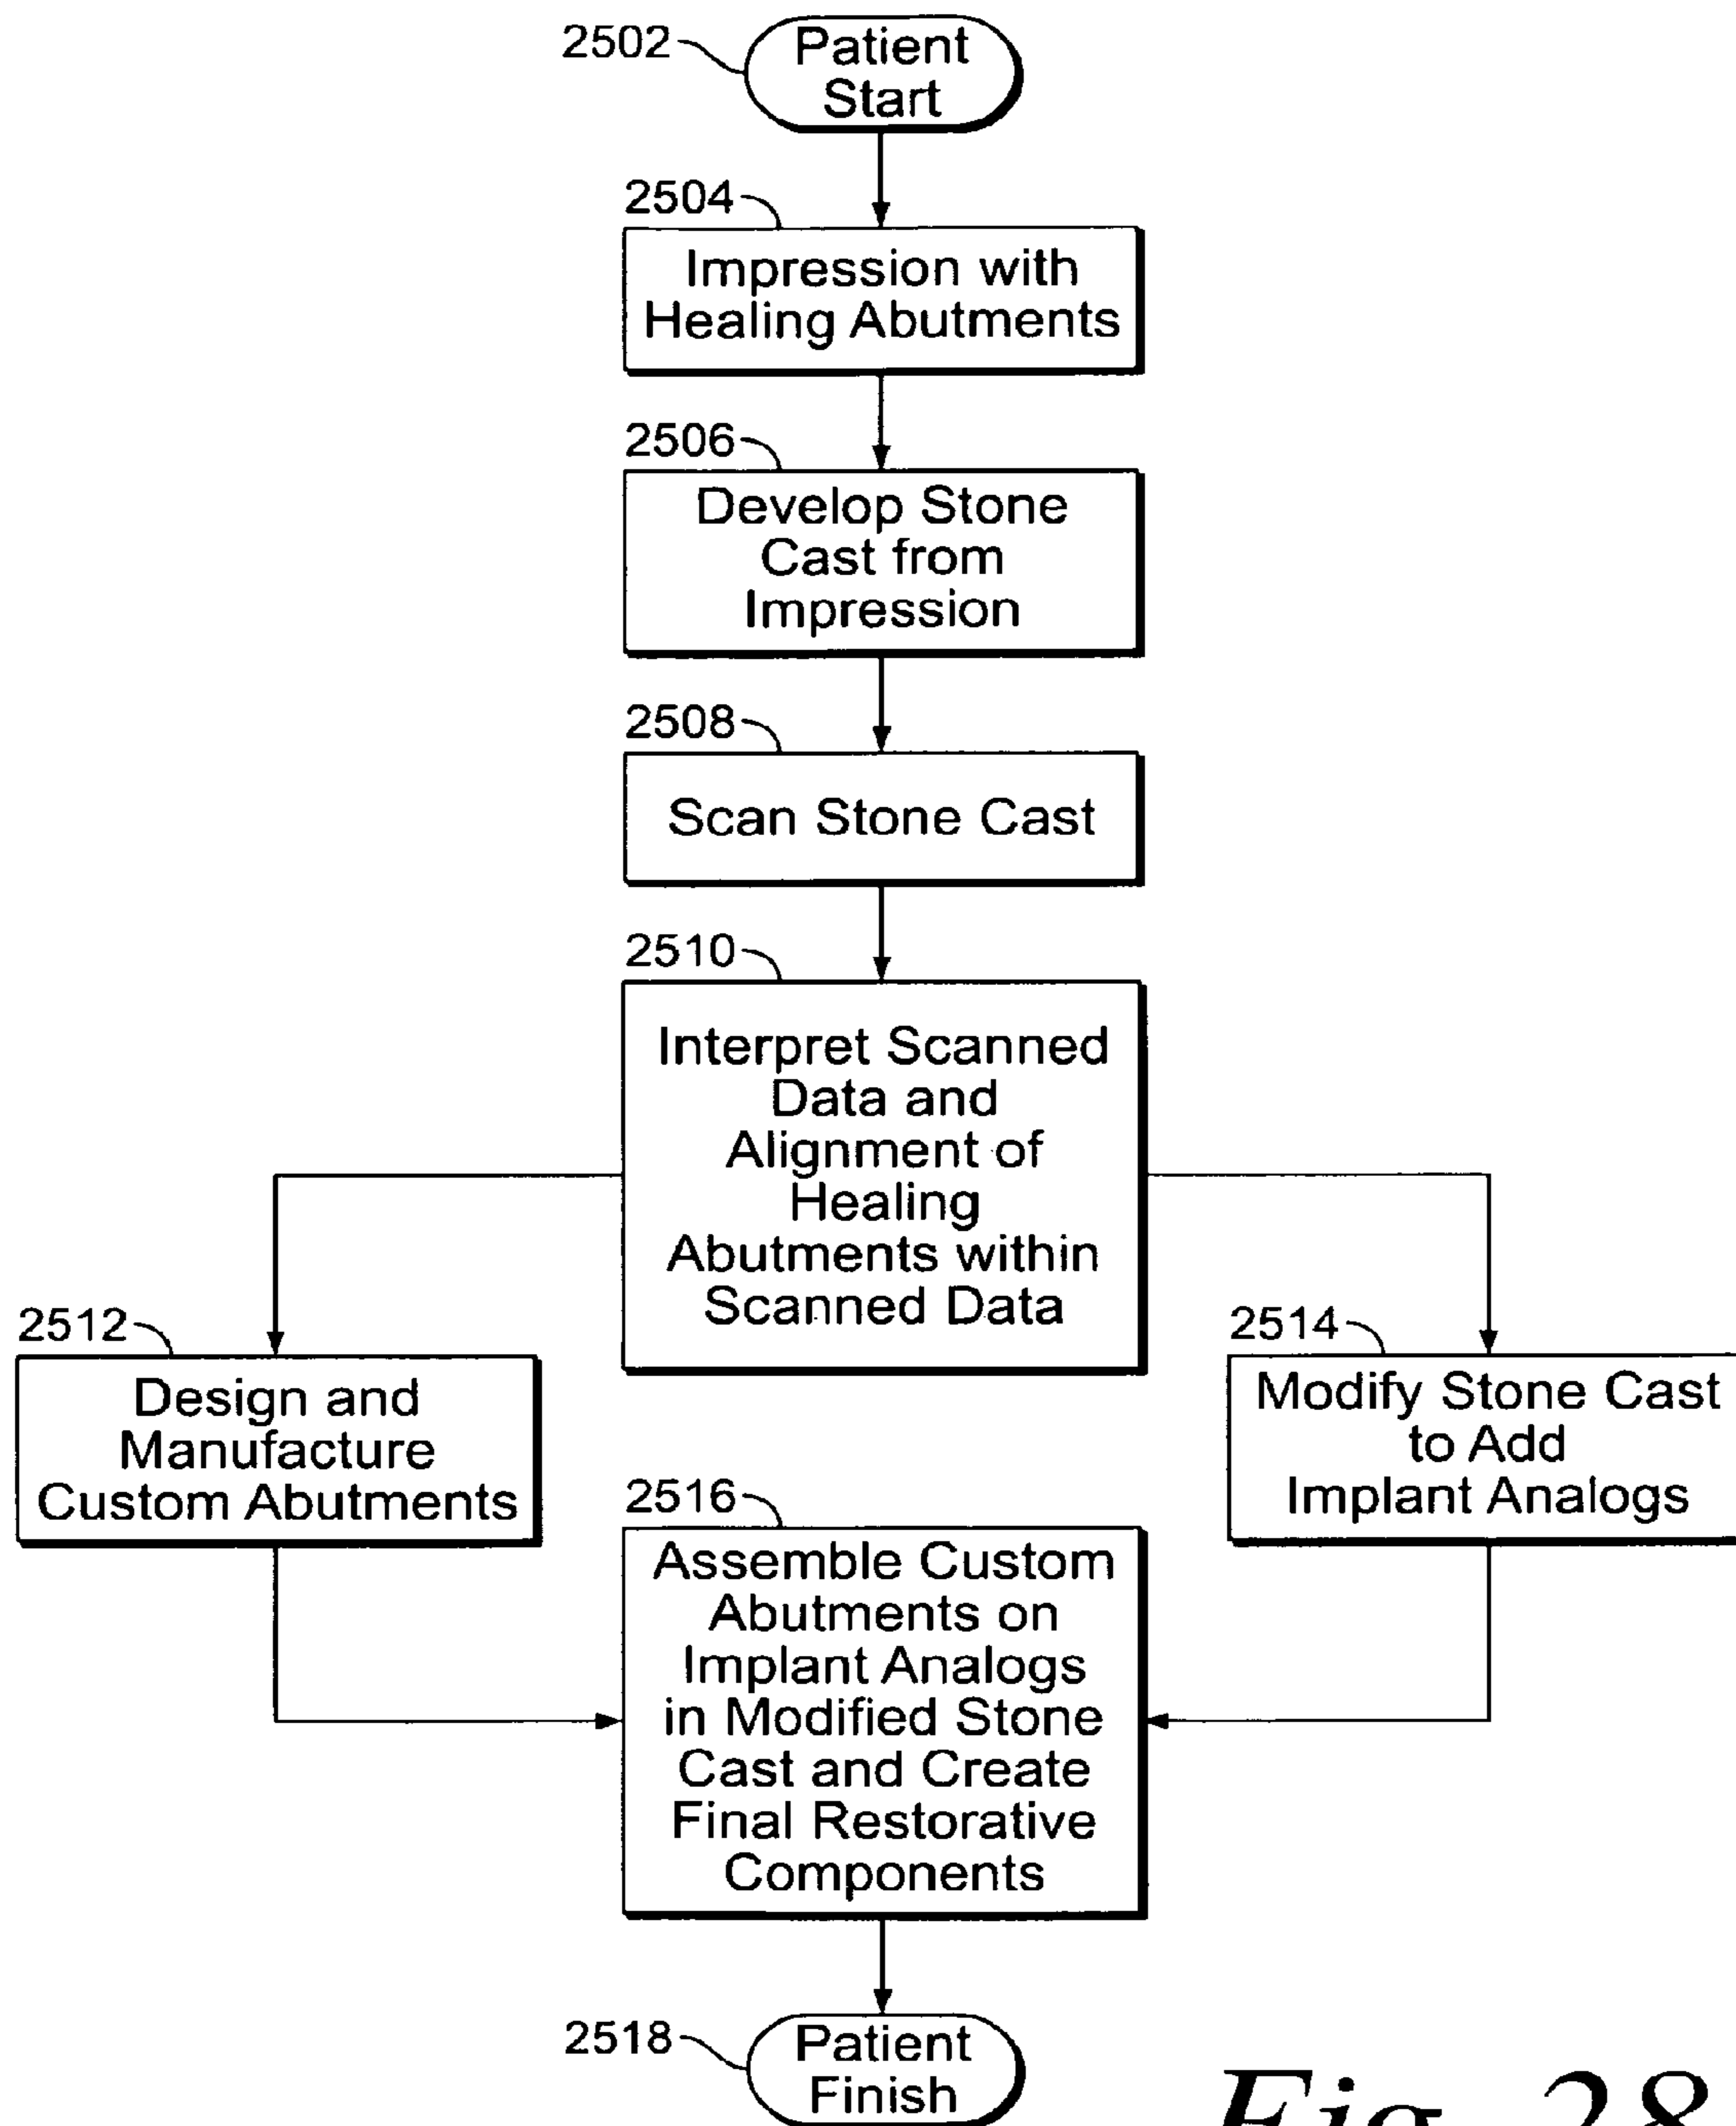 2502
Patient
Start
2504
Impression with
Healing Abutments
2506
Develop Stone
Cast from
Impression
2508
Scan Stone Cast
2510
Interpret Scanned
Data and
Alignment of
Healing
Abutments within
Scanned Data
2512
Design and
Manufacture
Custom Abutments
2514
Modify Stone Cast
to Add
Implant Analogs
2516
Assemble Custom
Abutments on
Implant Analogs
in Modified Stone
Cast and Create
Final Restorative
Components
2518
Patient
Finish
Fig. 28